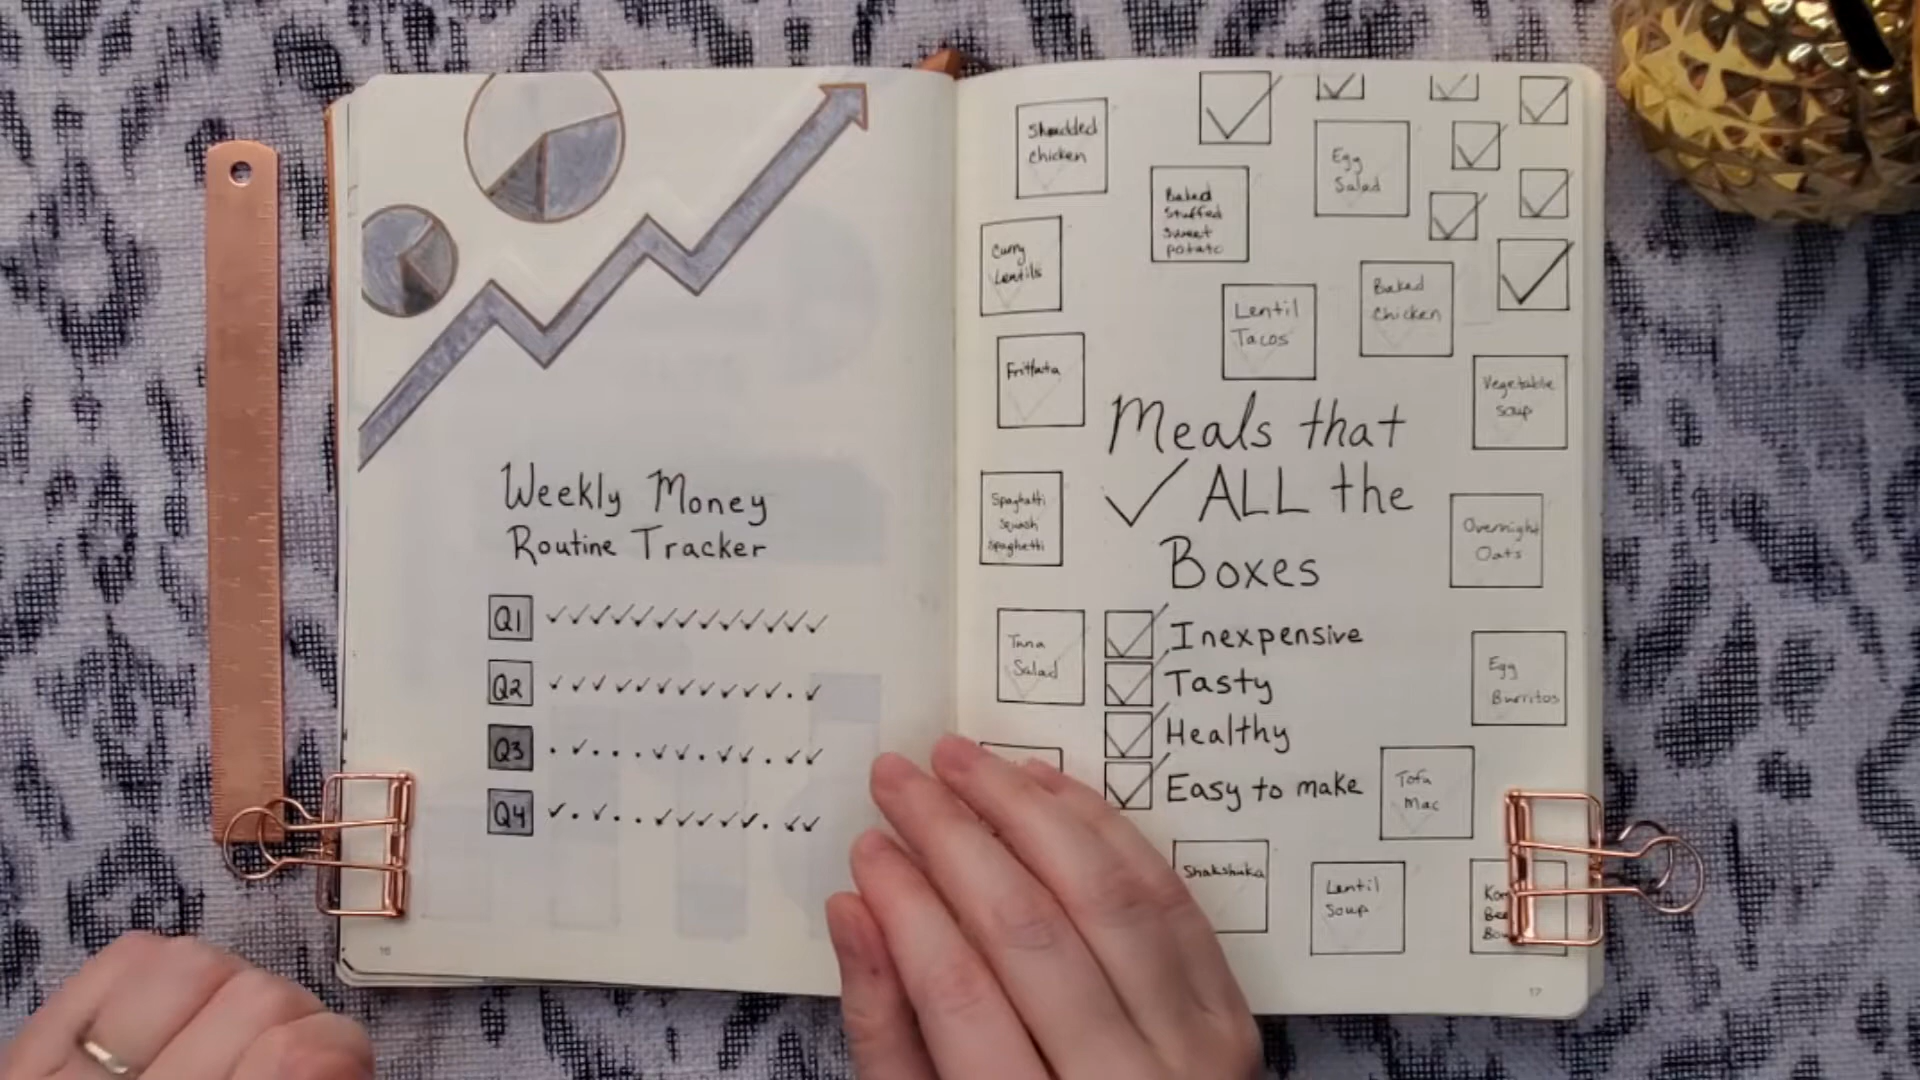 Weekly Money
Routine Tracker
Q1 ✓✓✓✓✓✓✓✓✓✓✓✓✓
Q2 ✓✓✓✓✓✓✓✓✓✓✓.✓
Q3 .✓...✓✓.✓✓.✓✓
Q4 ✓.✓..✓✓✓✓✓.✓✓
16
Shredded
chicken
Baked
Stuffed
Sweet
potato
Egg
Salad
Curry
Lentils
Lentil
Tacos
Baked
Chicken
Frittata
Vegetable
Soup
Meals that
✓ ALL the
Boxes
Spaghetti
Squash
Spaghetti
Overnight
Oats
Tuna
Salad
Inexpensive
Tasty
Healthy
Easy to make
Egg
Burritos
Tofu
Mac
Shakshuka
Lentil
Soup
17